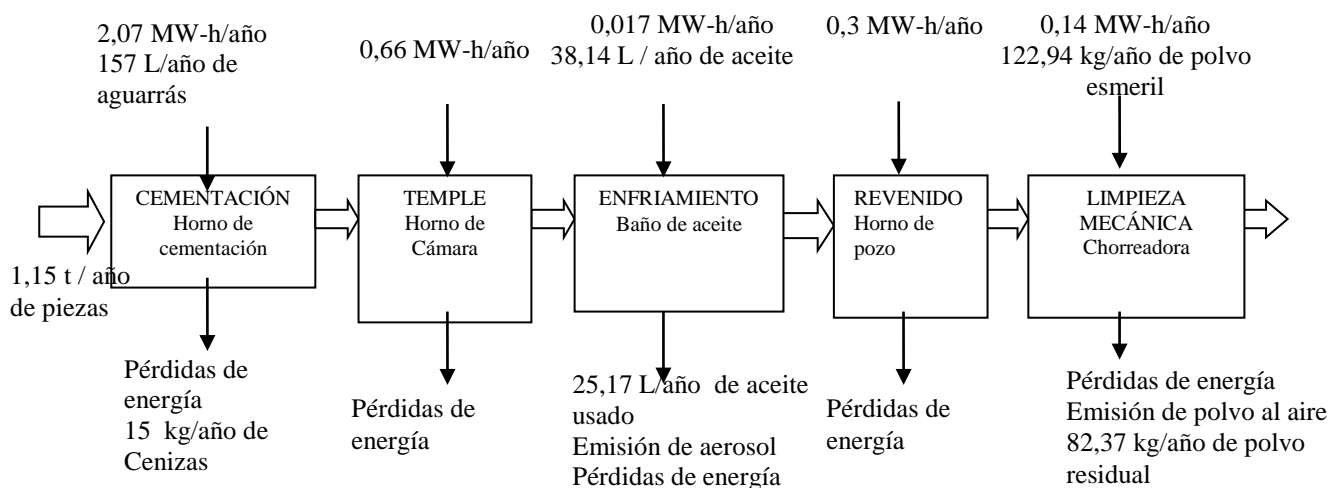 2,07 MW-h/año
157 L/año de
aguarrás
0,66 MW-h/año
0,017 MW-h/año
38,14 L / año de aceite
0,3 MW-h/año
0,14 MW-h/año
122,94 kg/año de polvo
esmeril
1,15 t / año
de piezas
CEMENTACIÓN
Horno de
cementación
TEMPLE
Horno de
Cámara
ENFRIAMIENTO
Baño de aceite
REVENIDO
Horno de
pozo
LIMPIEZA
MECÁNICA
Chorreadora
Pérdidas de
energía
15 kg/año de
Cenizas
Pérdidas de
energía
25,17 L/año de aceite
usado
Emisión de aerosol
Pérdidas de energía
Pérdidas de
energía
Pérdidas de energía
Emisión de polvo al aire
82,37 kg/año de polvo
residual